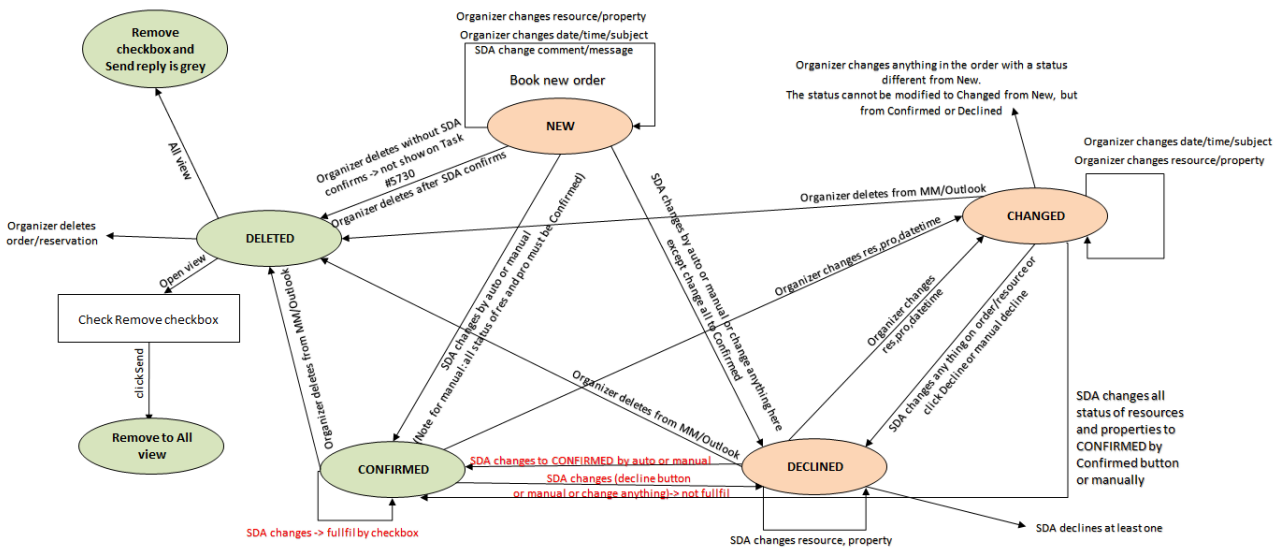 Remove
checkbox and
Send reply is grey
Organizer changes resource/property
Organizer changes date/time/subject
SDA change comment/message
Book new order
NEW
Organizer changes anything in the order with a status
different from New.
The status cannot be modified to Changed from New, but
from Confirmed or Declined
Organizer changes date/time/subject
Organizer changes resource/property
CHANGED
All view
Organizer deletes without SDA
confirms -> not show on Task
#5730
Organizer deletes after SDA confirms
Organizer deletes from MM/Outlook
Organizer deletes
order/reservation
DELETED
Open view
Check Remove checkbox
click Send
Remove to All
view
Organizer deletes from MM/Outlook
SDA changes by auto or manual
(Note for manual: all status of res and pro must be Confirmed)
SDA changes by auto or manual or change anything here
except change all to Confirmed
Organizer changes res,pro,datetime
Organizer changes
res,pro,datetime
SDA changes any thing on order/resource or
click Decline or manual decline
Organizer deletes from MM/Outlook
SDA changes all
status of resources
and properties to
CONFIRMED by
Confirmed button
or manually
CONFIRMED
SDA changes to CONFIRMED by auto or manual
SDA changes (decline button
or manual or change anything)-> not fullfil
DECLINED
SDA changes -> fullfil by checkbox
SDA changes resource, property
SDA declines at least one